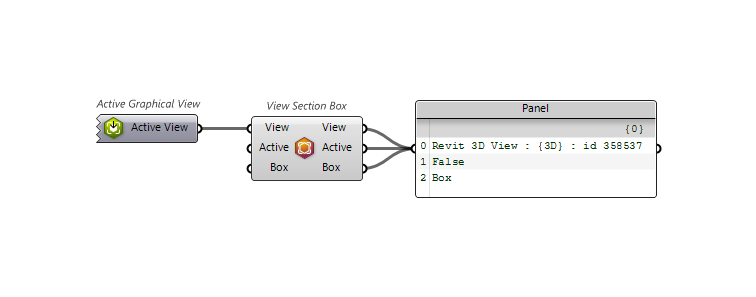 Active Graphical View
Active View
View Section Box
View View
Active Active
Box Box
Panel
{0}
0 Revit 3D View : {3D} : id 358537
1 False
2 Box